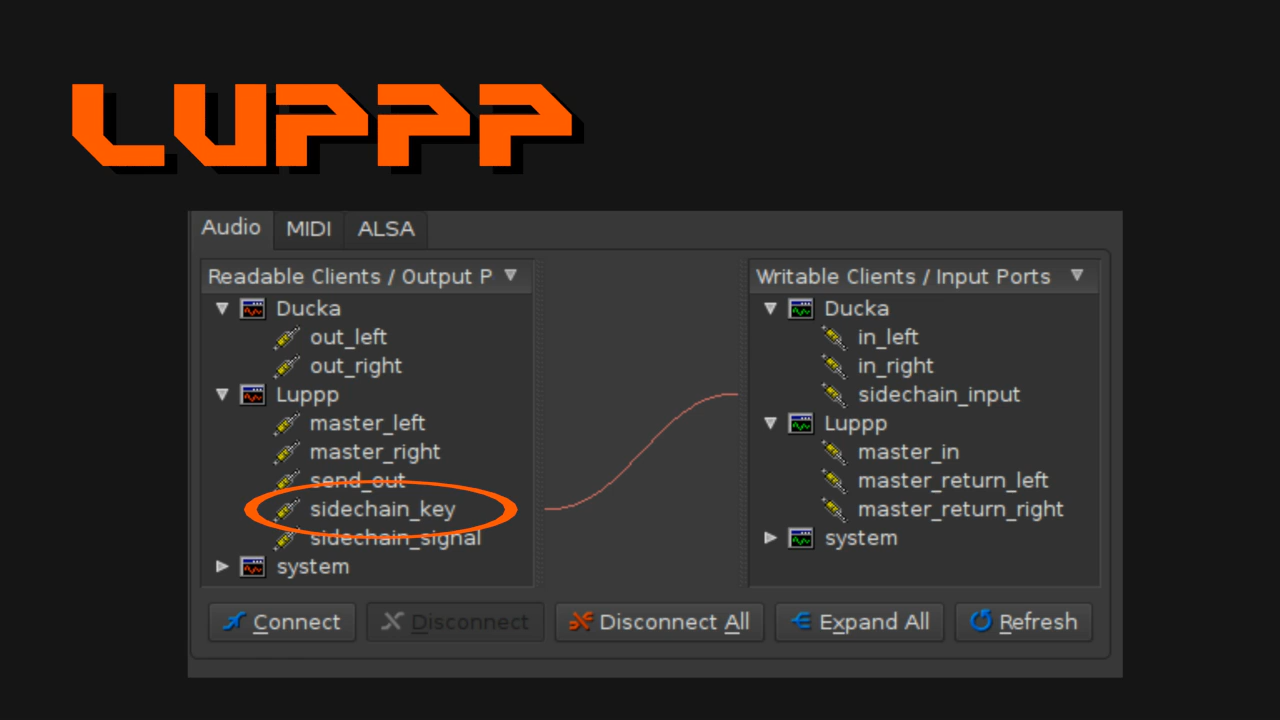 LUPPP
Audio MIDI ALSA
Readable Clients / Output P
Ducka
out_left
out_right
Luppp
master_left
master_right
send_out
sidechain_key
sidechain_signal
system
Writable Clients / Input Ports
Ducka
in_left
in_right
sidechain_input
Luppp
master_in
master_return_left
master_return_right
system
Connect Disconnect Disconnect All Expand All Refresh